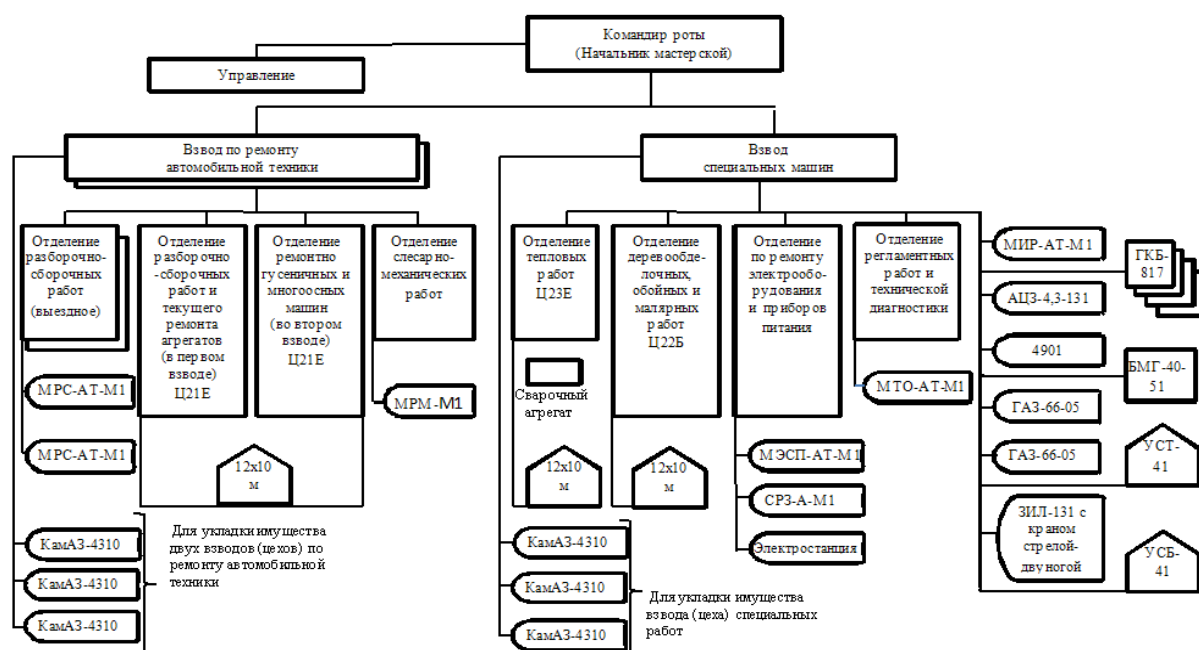 Командир роты
(Начальник мастерской)
Управление
Взвод по ремонту
автомобильной техники
Взвод
специальных машин
Отделение
разборочно-
сборочных
работ
(выездное)
Отделение
разборочно
-сборочных
работ и
текущего
ремонта
агрегатов
(в первом
взводе)
Ц21Е
Отделение
ремонтно
гусеничных и
многоосных
машин
(во втором
взводе)
Ц21Е
Отделение
слесарно-
механических
работ
Отделение
тепловых
работ
Ц23Е
Отделение
деревообде-
лочных,
обойных и
малярных
работ
Ц22Б
Отделение
по ремонту
электрообо-
рудования
и приборов
питания
Отделение
регламентных
работ и
технической
диагностики
МИР-АТ-М1
ГКБ-
817
АЦЗ-4,3-131
4901
БМГ-40-
51
ГАЗ-66-05
ГАЗ-66-05
УСТ-
41
ЗИЛ-131 с
краном
стрелой-
двуногой
УСБ-
41
МРС-АТ-М1
МРС-АТ-М1
МРМ-М1
Сварочный
агрегат
МТО-АТ-М1
12х10
м
12х10
м
12х10
м
МЭСП-АТ-М1
СРЗ-А-М1
Электростанция
КамАЗ-4310
КамАЗ-4310
КамАЗ-4310
Для укладки имущества
двух взводов (цехов) по
ремонту автомобильной
техники
КамАЗ-4310
КамАЗ-4310
КамАЗ-4310
Для укладки имущества
взвода (цеха) специальных
работ